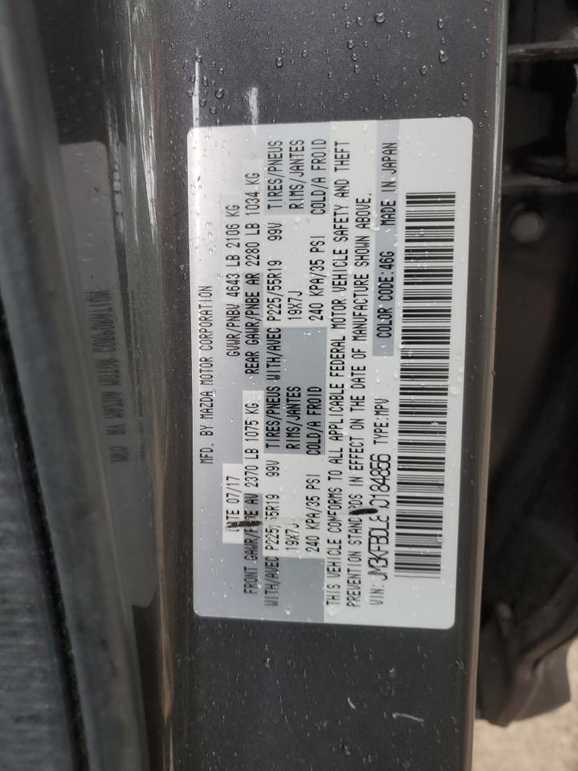 MFD. BY MAZDA MOTOR CORPORATION
DATE 07/17 GVWR/PNBV 4643 LB 2106 KG
FRONT GAWR/PNBE AV 2370 LB 1075 KG REAR GAWR/PNBE AR 2280 LB 1034 KG
WITH/AVEC P225/55R19 99V TIRES/PNEUS WITH/AVEC P225/55R19 99V TIRES/PNEUS
19X7J RIMS/JANTES 19X7J RIMS/JANTES
240 KPA/35 PSI COLD/A FROID 240 KPA/35 PSI COLD/A FROID
THIS VEHICLE CONFORMS TO ALL APPLICABLE FEDERAL MOTOR VEHICLE SAFETY AND THEFT
PREVENTION STANDARDS IN EFFECT ON THE DATE OF MANUFACTURE SHOWN ABOVE.
VIN: TYPE:MPV COLOR CODE:46G MADE IN JAPAN